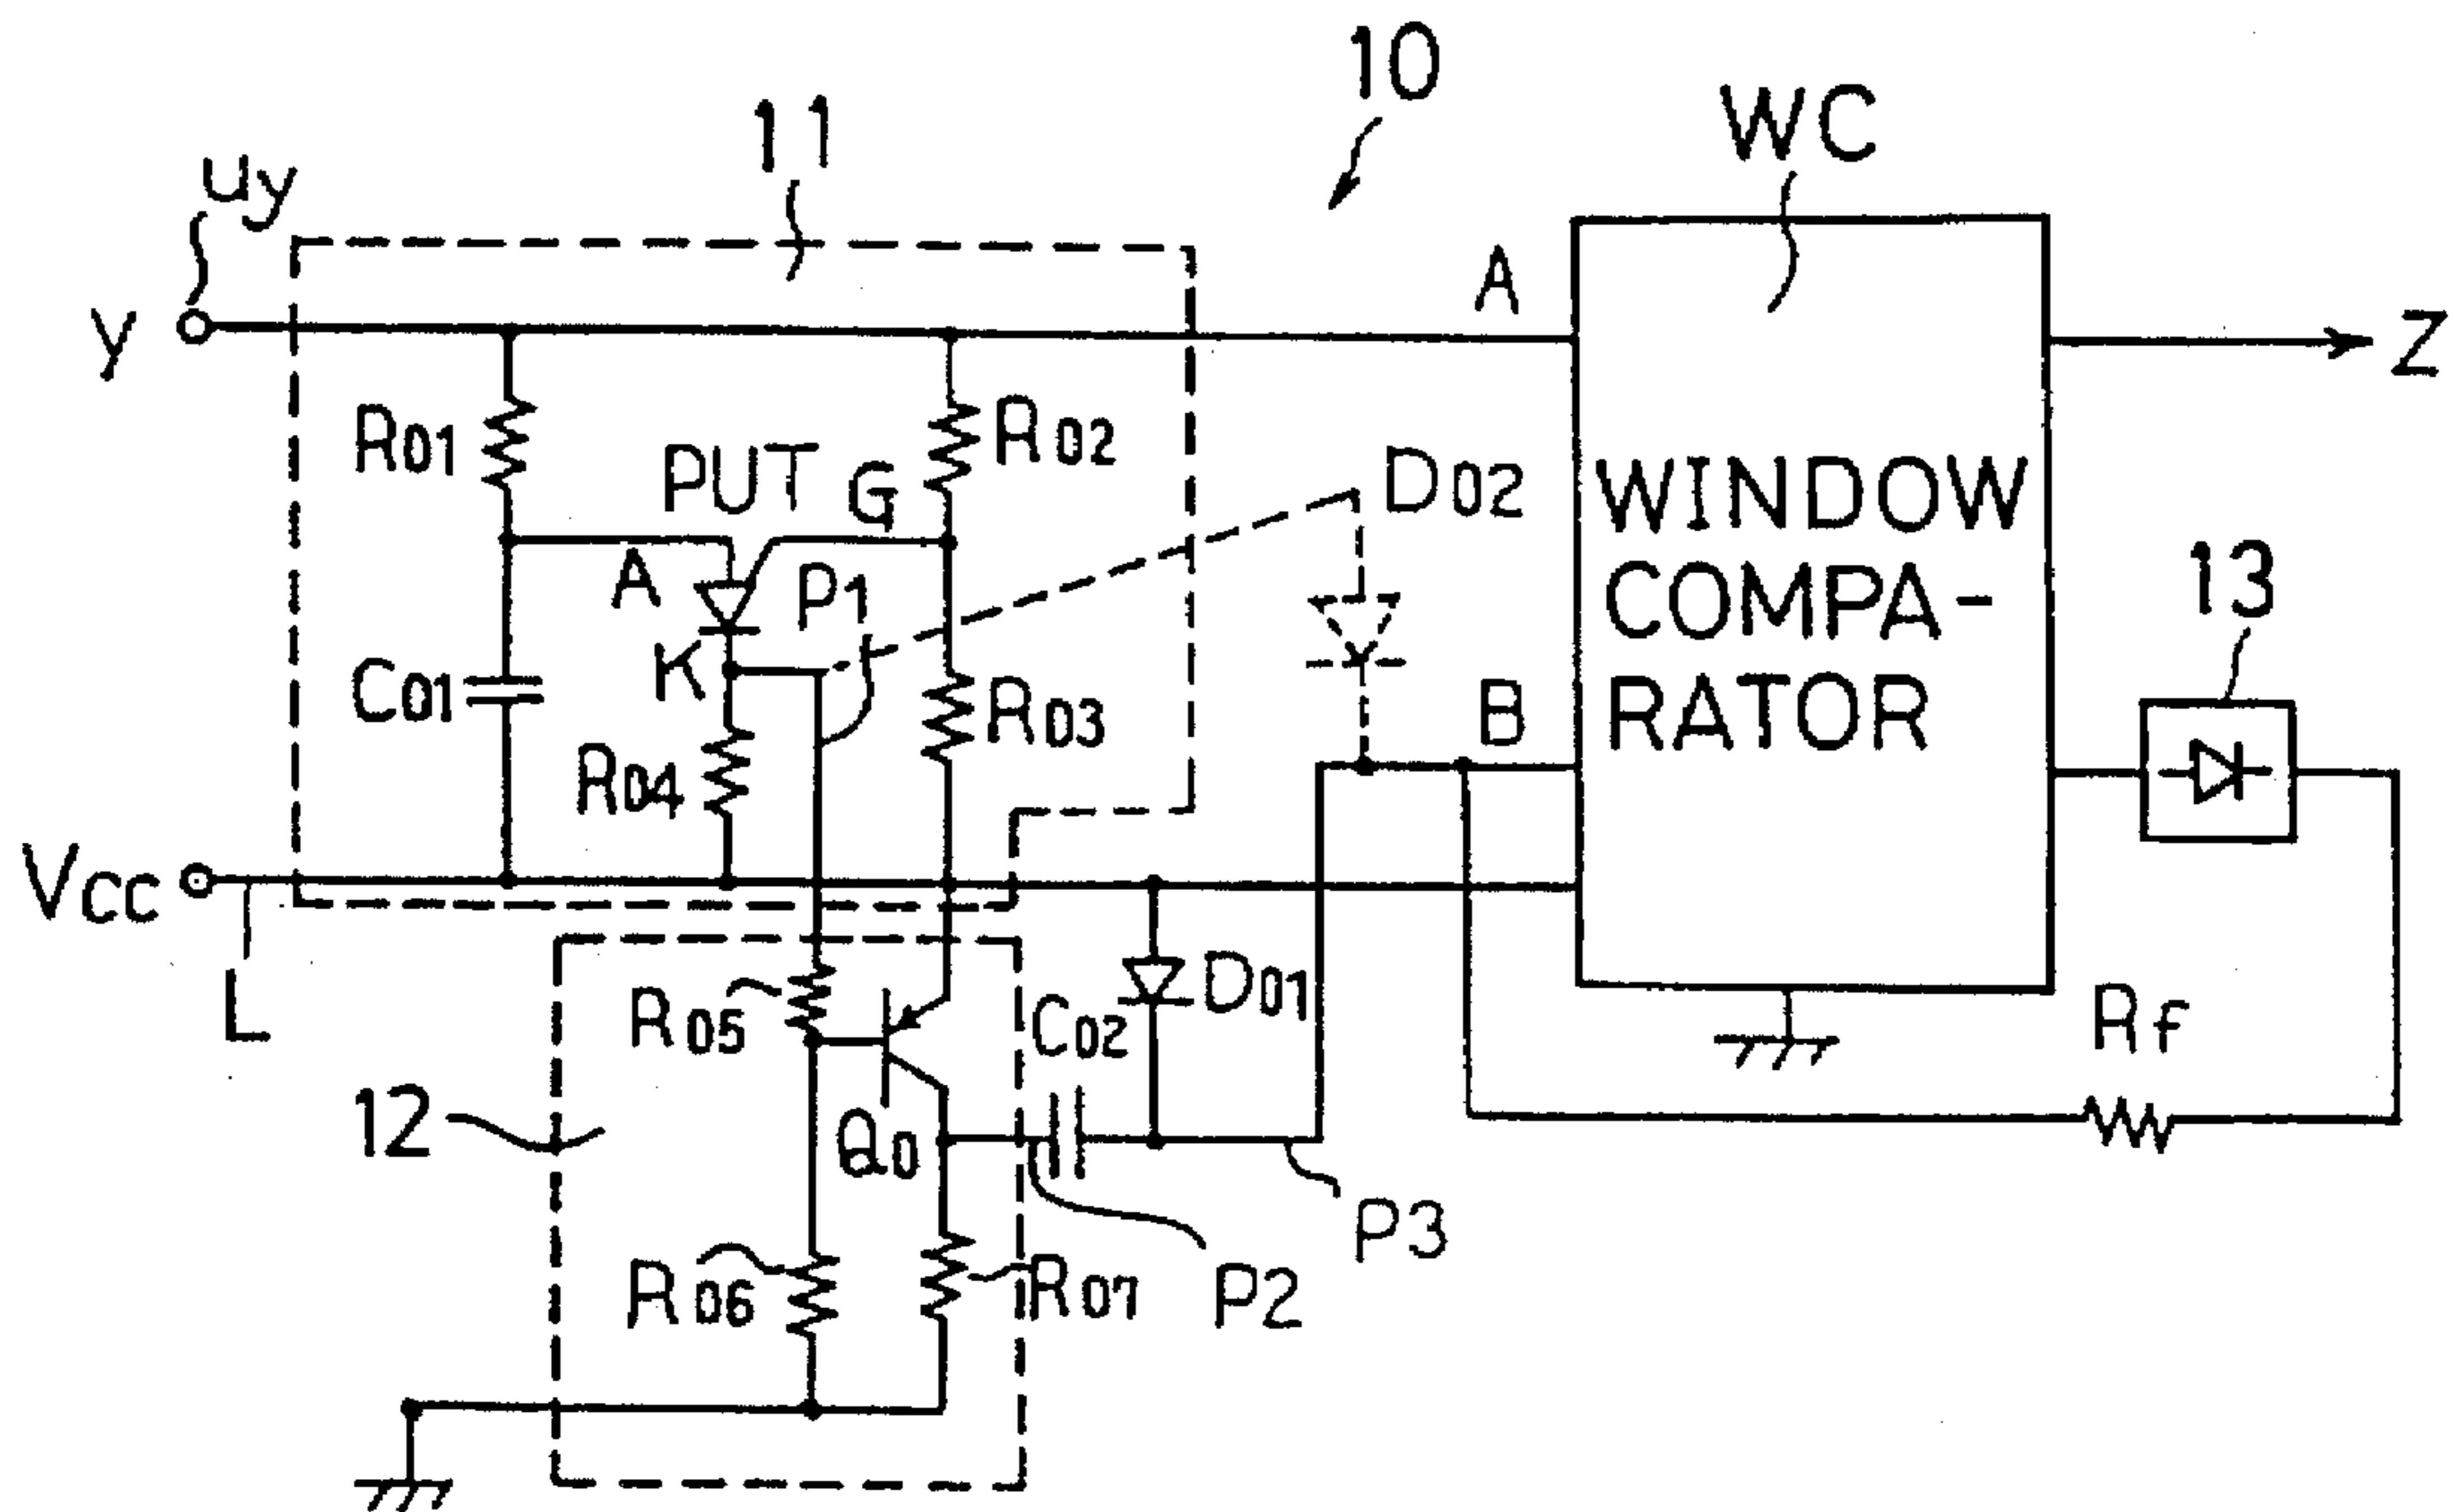 10
WC
11
uy
y
A
Z
R01
R02
PUT
G
D02
WINDOW
COMPA-
RATOR
13
A
P1
K
C01
R03
B
R04
Vcc
L
R05
C02
D01
Rf
12
Q0
P3
R06
R07
P2